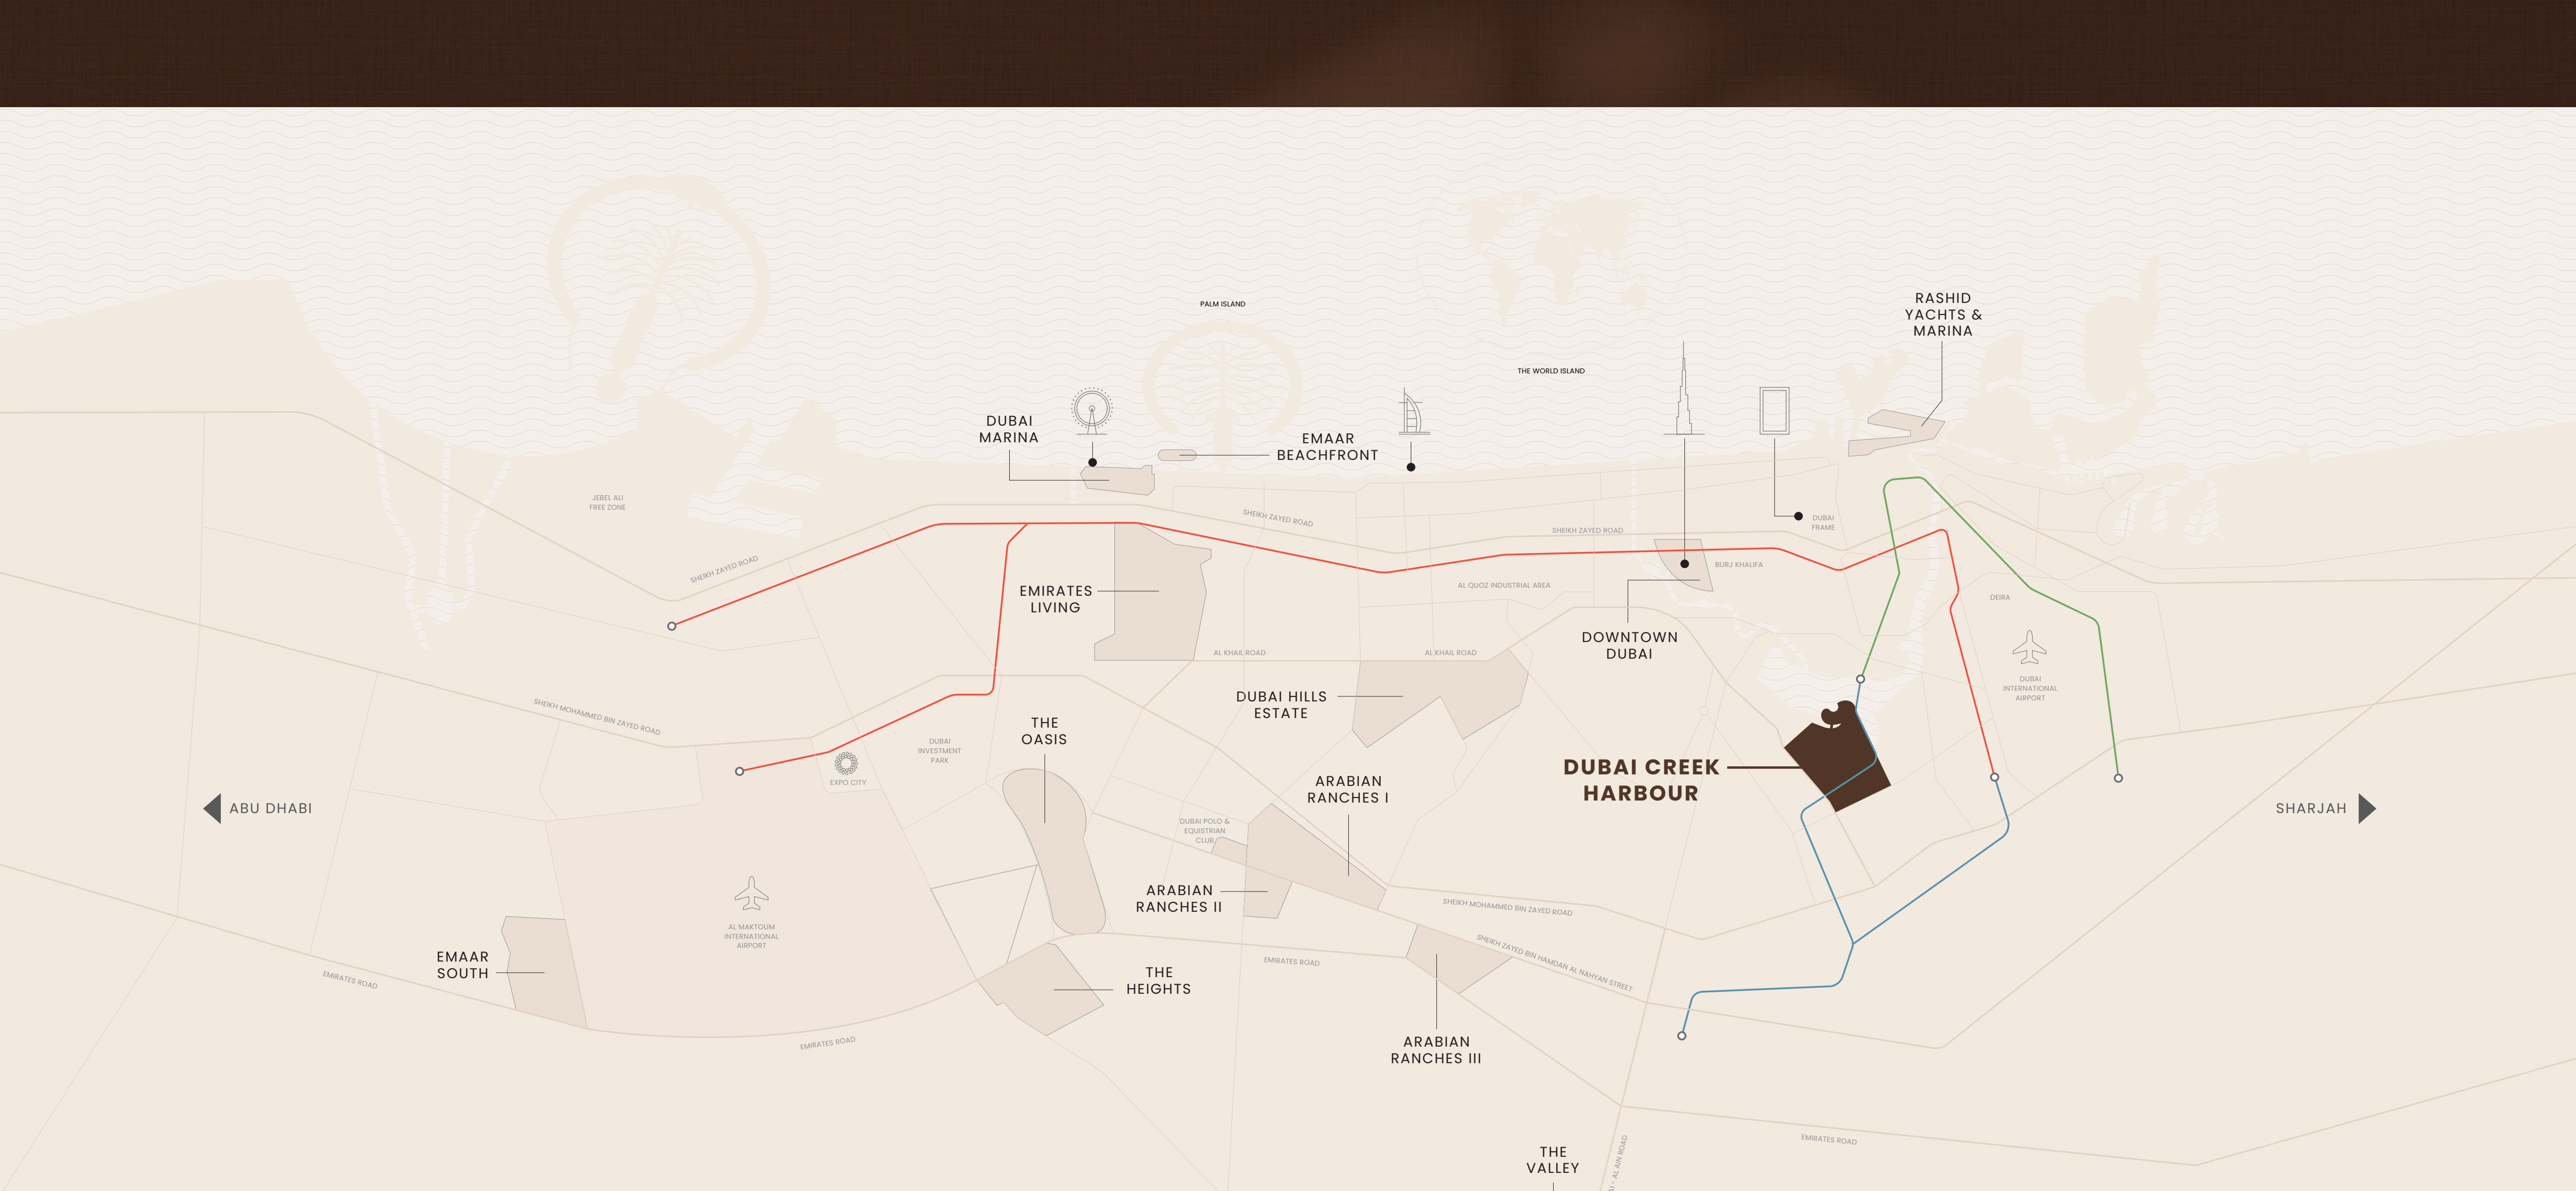 PALM ISLAND
RASHID
YACHTS &
MARINA
THE WORLD ISLAND
DUBAI
MARINA
EMAAR
BEACHFRONT
JEBEL ALI
FREE ZONE
SHEIKH ZAYED ROAD
SHEIKH ZAYED ROAD
SHEIKH ZAYED ROAD
DUBAI
FRAME
BURJ KHALIFA
AL QUOZ INDUSTRIAL AREA
EMIRATES
LIVING
DEIRA
DOWNTOWN
DUBAI
AL KHAIL ROAD
AL KHAIL ROAD
DUBAI
INTERNATIONAL
AIRPORT
DUBAI HILLS
ESTATE
SHEIKH MOHAMMED BIN ZAYED ROAD
THE
OASIS
DUBAI
INVESTMENT
PARK
EXPO CITY
DUBAI CREEK
HARBOUR
ARABIAN
RANCHES I
ABU DHABI
SHARJAH
DUBAI POLO &
EQUISTRIAN
CLUB
ARABIAN
RANCHES II
SHEIKH MOHAMMED BIN ZAYED ROAD
AL MAKTOUM
INTERNATIONAL
AIRPORT
SHEIKH ZAYED BIN HAMDAN AL NAHYAN STREET
EMAAR
SOUTH
EMIRATES ROAD
EMIRATES ROAD
THE
HEIGHTS
EMIRATES ROAD
ARABIAN
RANCHES III
EMIRATES ROAD
THE
VALLEY
- AL AIN ROAD